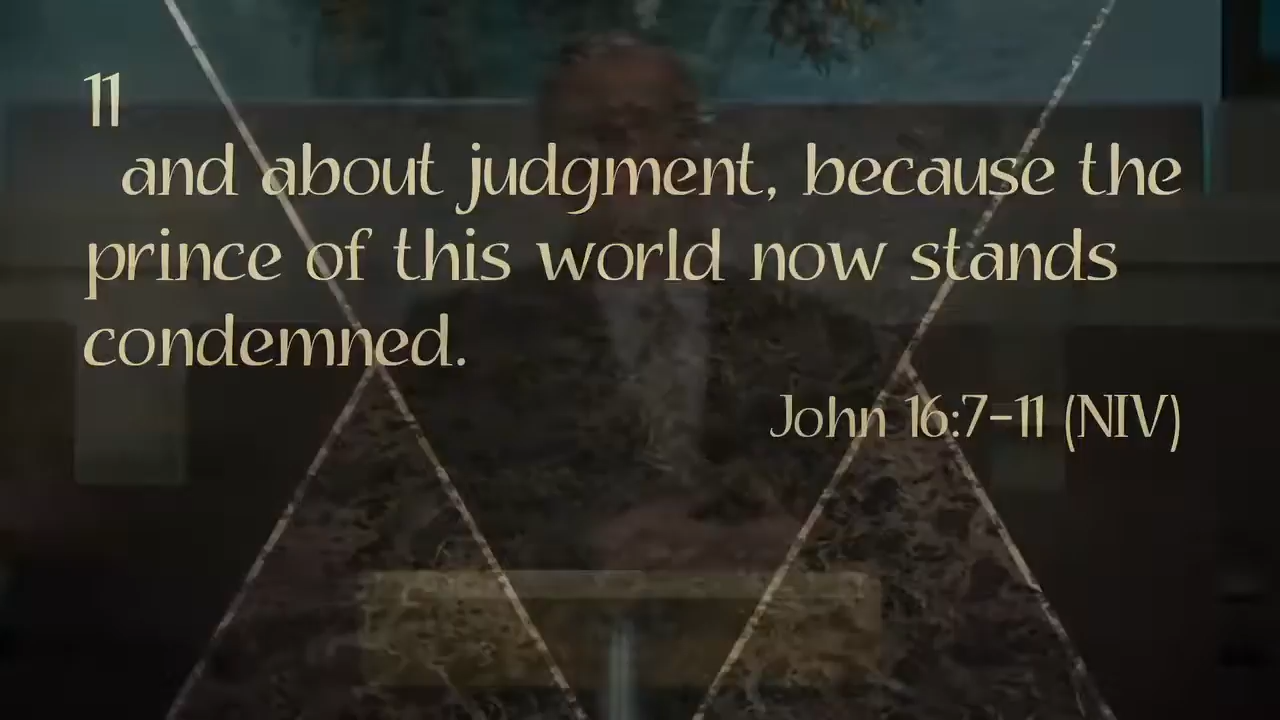 11
and about judgment, because the
prince of this world now stands
condemned.
John 16:7-11 (NIV)